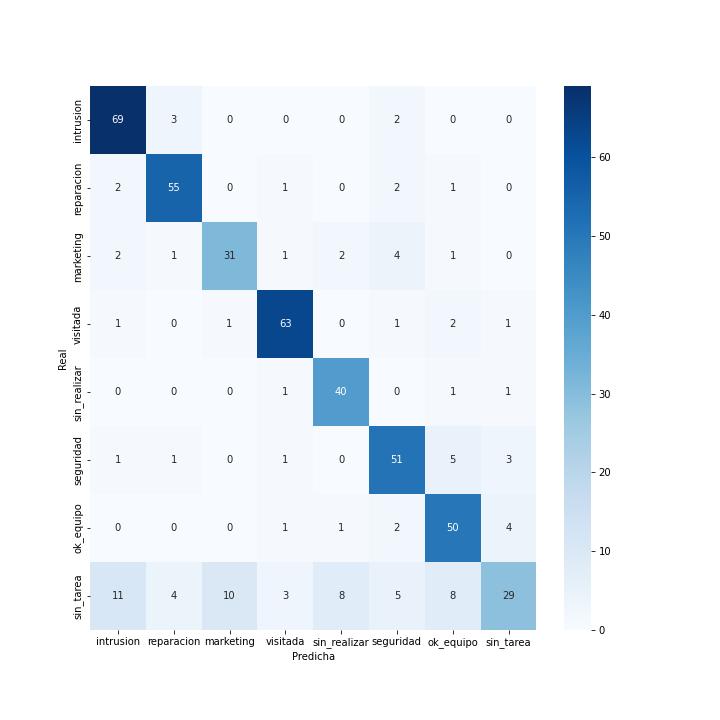 intrusion 69 3 0 0 0 2 0 0
reparacion 2 55 0 1 0 2 1 0
marketing 2 1 31 1 2 4 1 0
visitada 1 0 1 63 0 1 2 1
sin_realizar 0 0 0 1 40 0 1 1
seguridad 1 1 0 1 0 51 5 3
ok_equipo 0 0 0 1 1 2 50 4
sin_tarea 11 4 10 3 8 5 8 29
Real
intrusion reparacion marketing visitada sin_realizar seguridad ok_equipo sin_tarea
Predicha
60
50
40
30
20
10
0